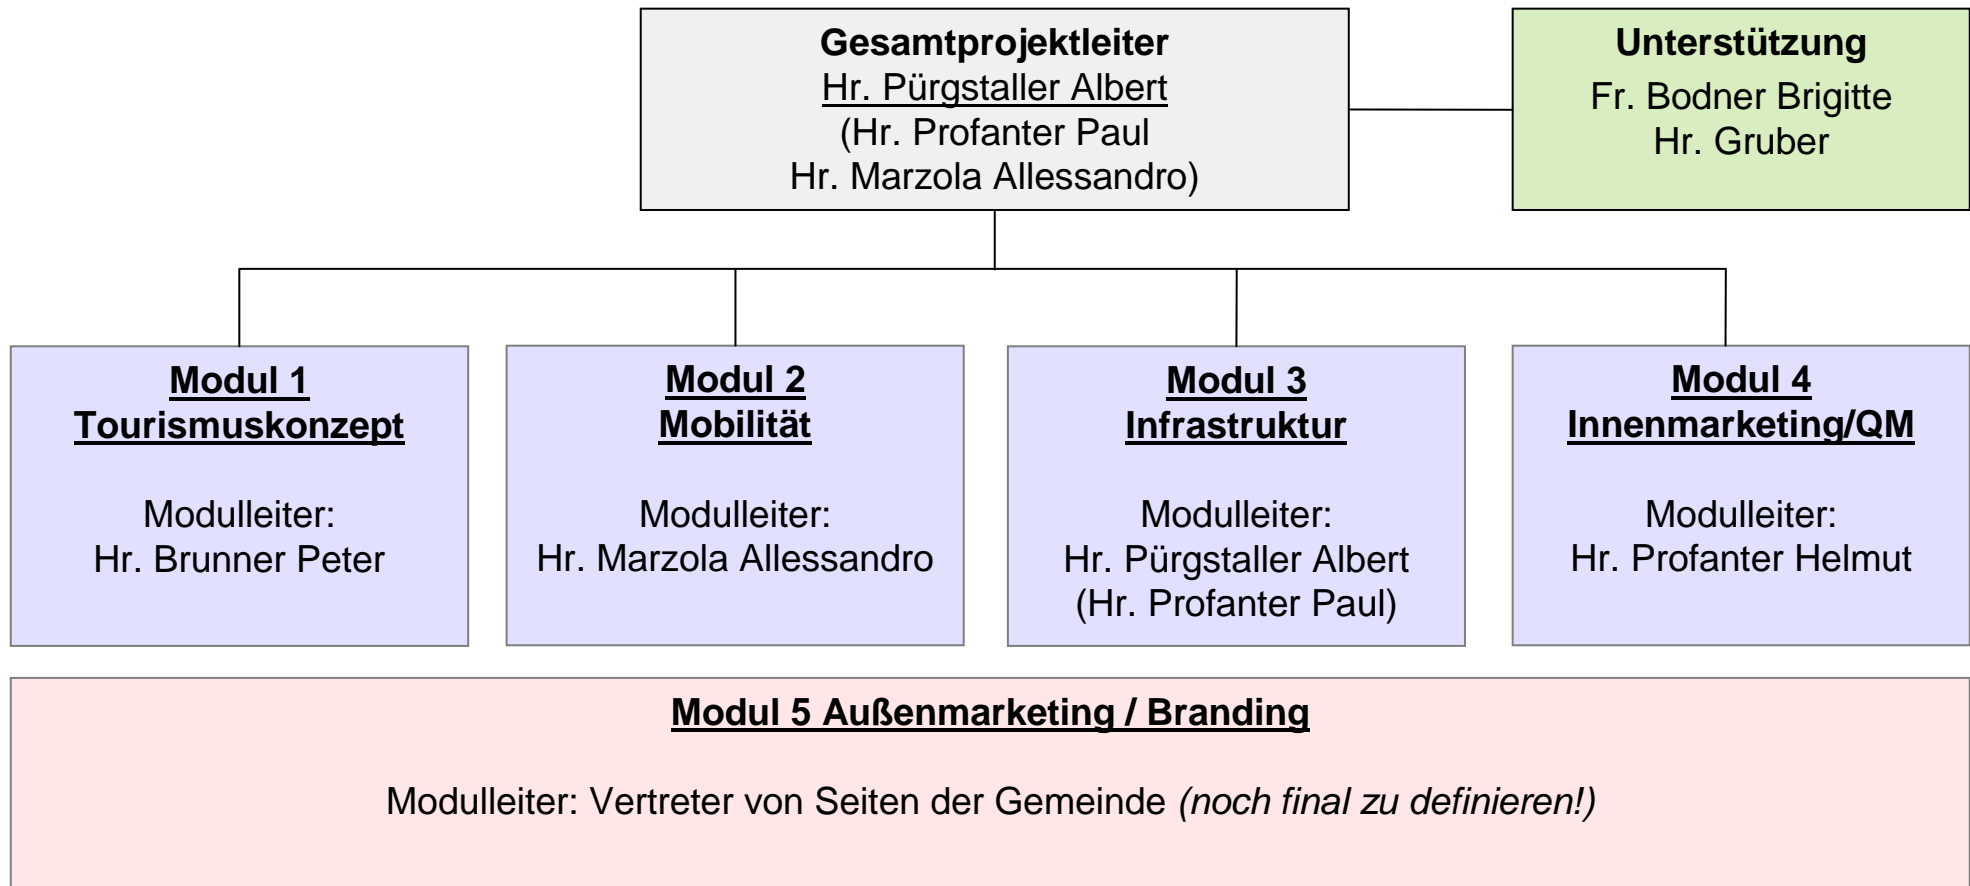 Gesamtprojektleiter
Hr. Pürgstaller Albert
(Hr. Profanter Paul
Hr. Marzola Allessandro)
Unterstützung
Fr. Bodner Brigitte
Hr. Gruber
Modul 1
Tourismuskonzept
Modulleiter:
Hr. Brunner Peter
Modul 2
Mobilität
Modulleiter:
Hr. Marzola Allessandro
Modul 3
Infrastruktur
Modulleiter:
Hr. Pürgstaller Albert
(Hr. Profanter Paul)
Modul 4
Innenmarketing/QM
Modulleiter:
Hr. Profanter Helmut
Modul 5 Außenmarketing / Branding
Modulleiter: Vertreter von Seiten der Gemeinde (noch final zu definieren!)